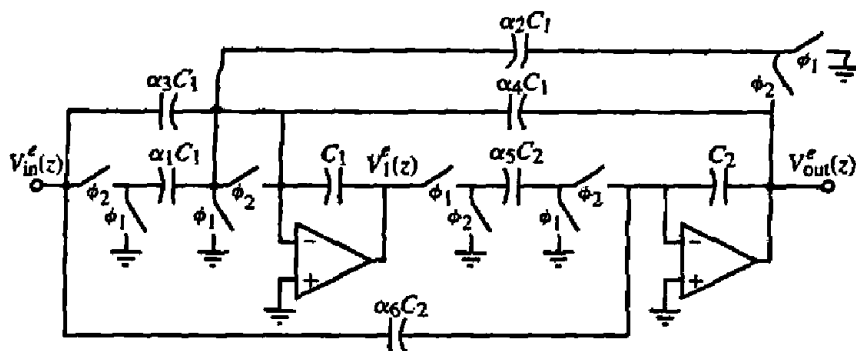 α2C1
ϕ1
ϕ2
α3C1
α4C1
V^e_in(z)
ϕ2
ϕ1
α1C1
ϕ1
ϕ2
C1
V^e_1(z)
ϕ1
ϕ2
α5C2
ϕ1
ϕ2
C2
V^e_out(z)
−
+
−
+
α6C2